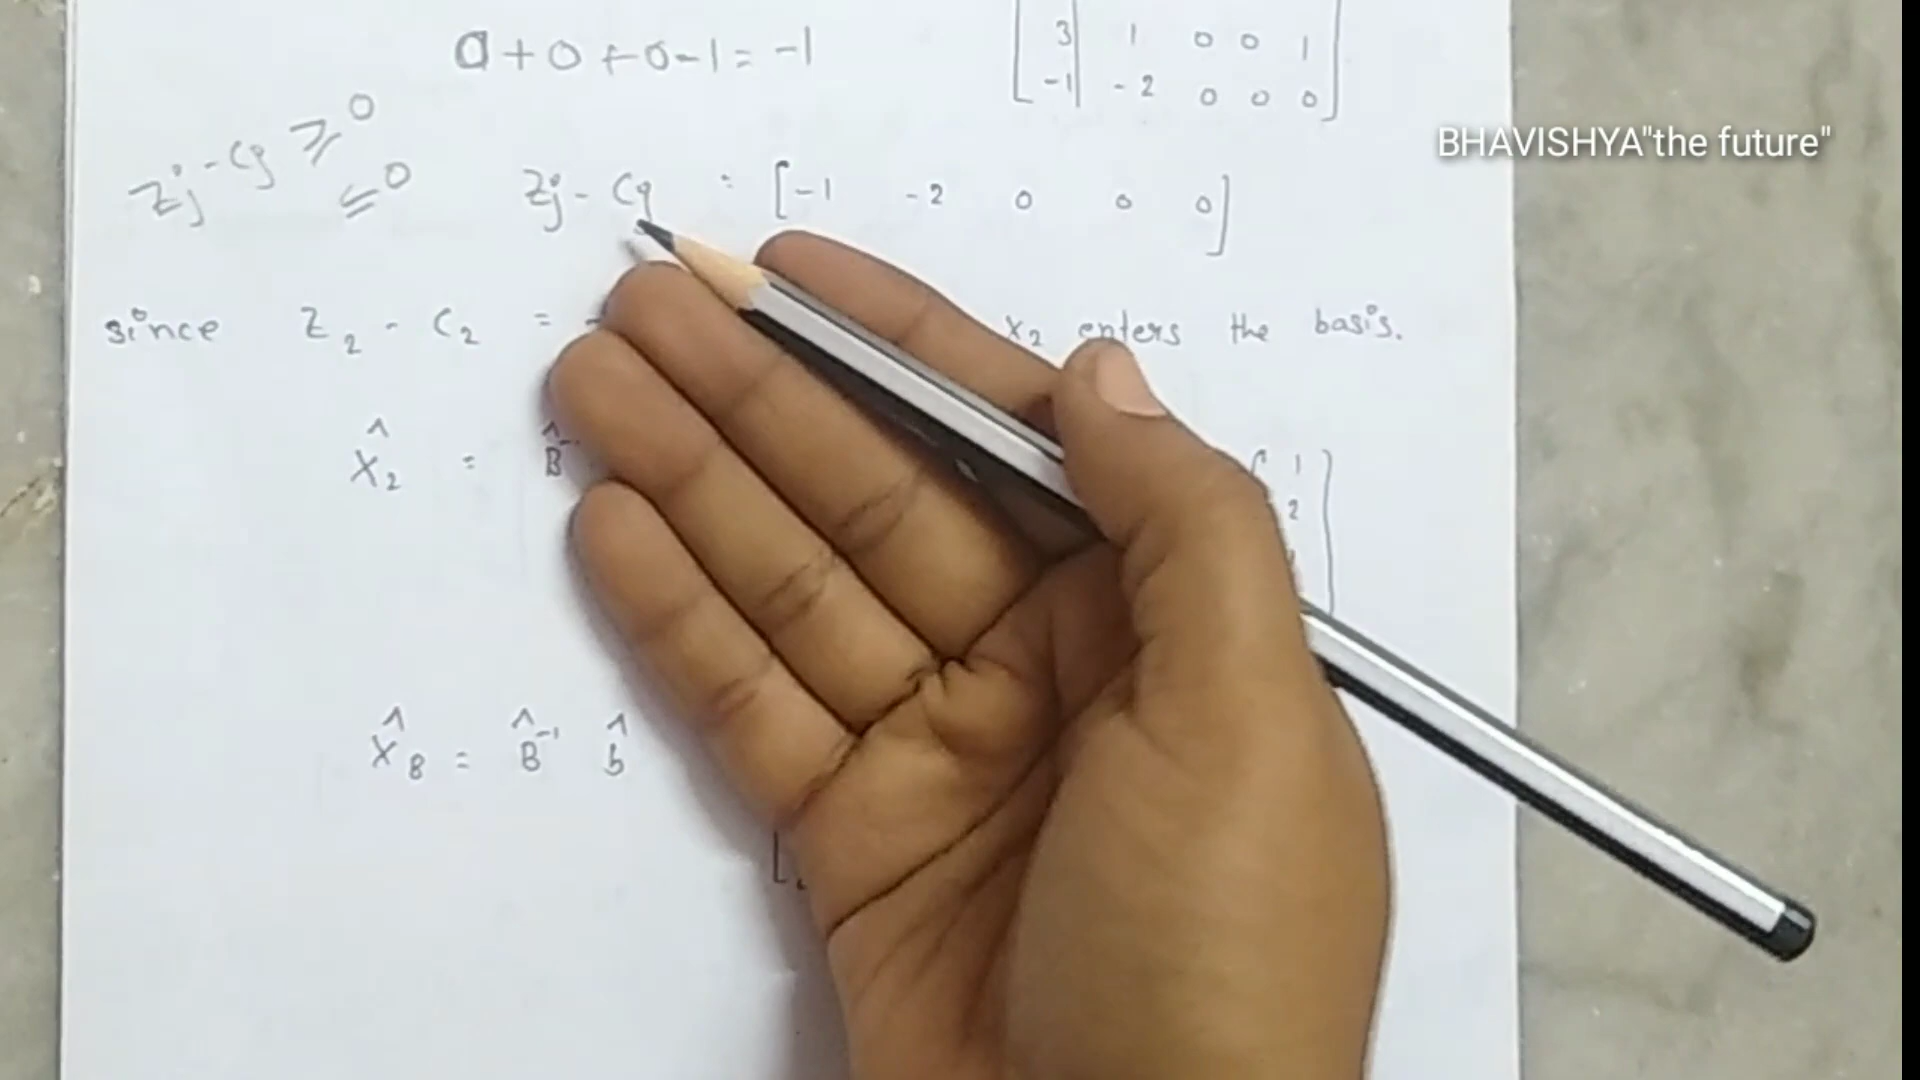 0 + 0 + 0 - 1 = -1
3 1 0 0 1
-1 -2 0 0 0
BHAVISHYA"the future"
Zj - Cj ≥ 0
≤ 0
Zj - Cj = [-1 -2 0 0 0]
since Z₂ - C₂ = x₂ enters the basis.
X̂₂ = B̂⁻¹
1
2
X̂B = B̂⁻¹ b̂